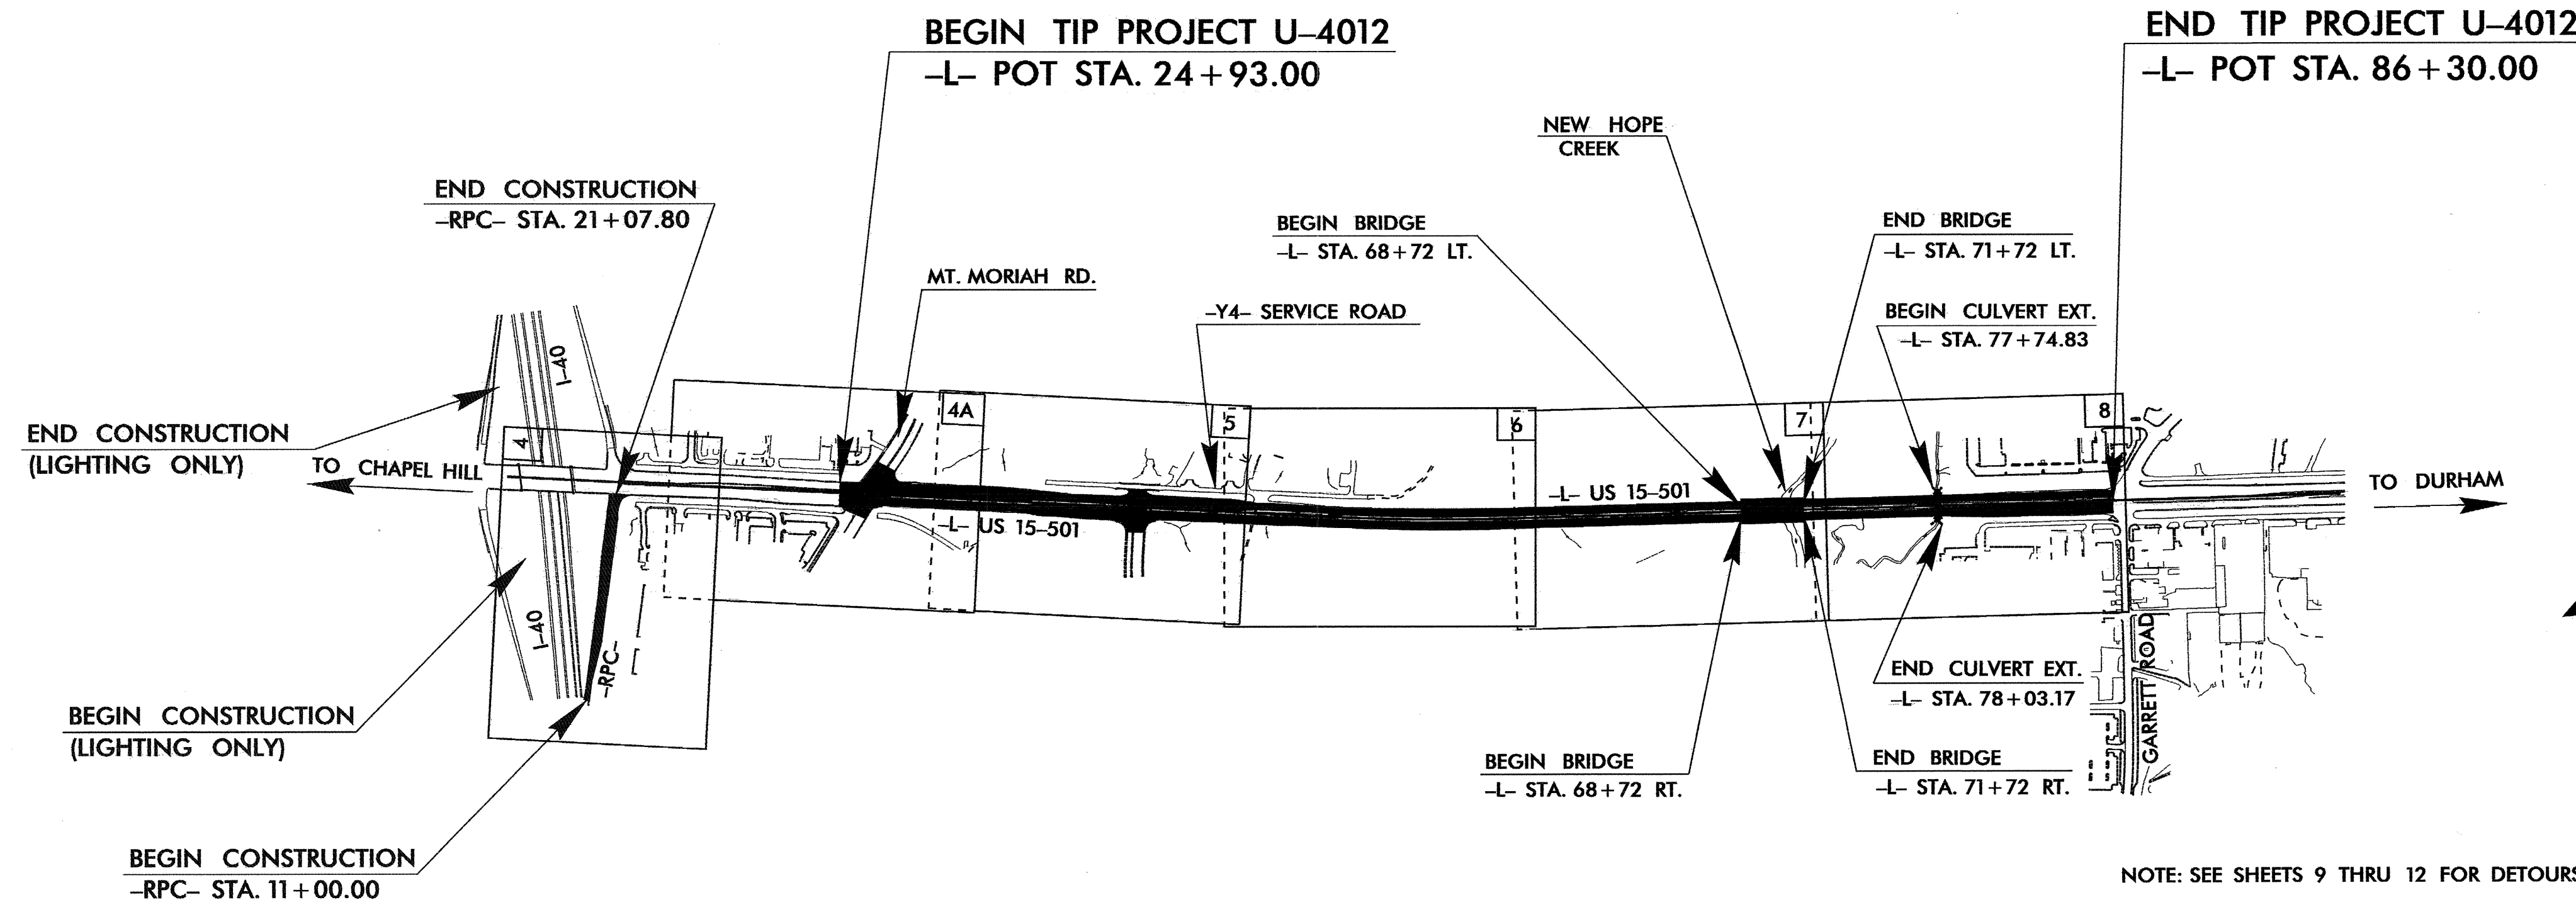 BEGIN TIP PROJECT U–4012
–L– POT STA. 24+93.00
END TIP PROJECT U–4012
–L– POT STA. 86+30.00
NEW HOPE
CREEK
END CONSTRUCTION
–RPC– STA. 21+07.80
BEGIN BRIDGE
–L– STA. 68+72 LT.
END BRIDGE
–L– STA. 71+72 LT.
MT. MORIAH RD.
–Y4– SERVICE ROAD
BEGIN CULVERT EXT.
–L– STA. 77+74.83
I–40
4A
5
6
7
8
4
END CONSTRUCTION
(LIGHTING ONLY)
TO CHAPEL HILL
–L– US 15–501
–L– US 15–501
TO DURHAM
I–40
–RPC–
GARRETT ROAD
END CULVERT EXT.
–L– STA. 78+03.17
BEGIN CONSTRUCTION
(LIGHTING ONLY)
BEGIN BRIDGE
–L– STA. 68+72 RT.
END BRIDGE
–L– STA. 71+72 RT.
BEGIN CONSTRUCTION
–RPC– STA. 11+00.00
NOTE: SEE SHEETS 9 THRU 12 FOR DETOURS